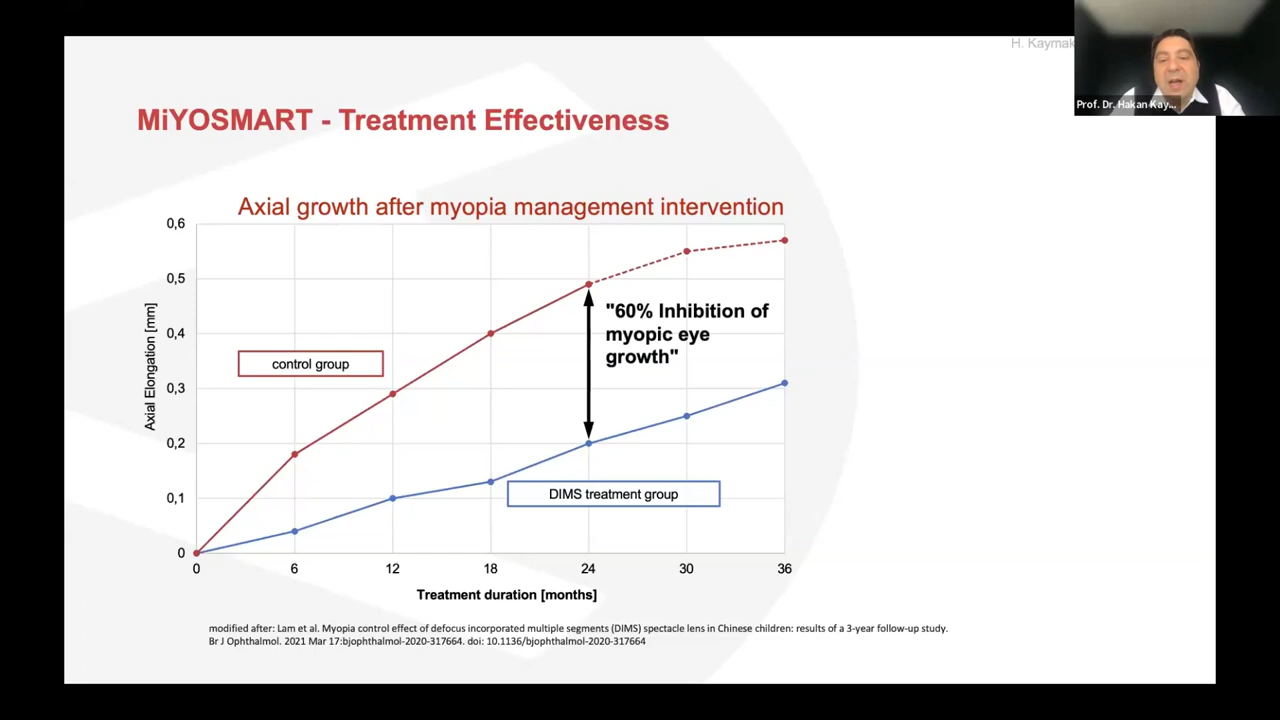 H. Kaymak
Prof. Dr. Hakan Kay...
MiYOSMART - Treatment Effectiveness
Axial growth after myopia management intervention
0,6
0,5
0,4
0,3
0,2
0,1
0
Axial Elongation [mm]
"60% Inhibition of
myopic eye
growth"
control group
DIMS treatment group
0 6 12 18 24 30 36
Treatment duration [months]
modified after: Lam et al. Myopia control effect of defocus incorporated multiple segments (DIMS) spectacle lens in Chinese children: results of a 3-year follow-up study.
Br J Ophthalmol. 2021 Mar 17:bjophthalmol-2020-317664. doi: 10.1136/bjophthalmol-2020-317664